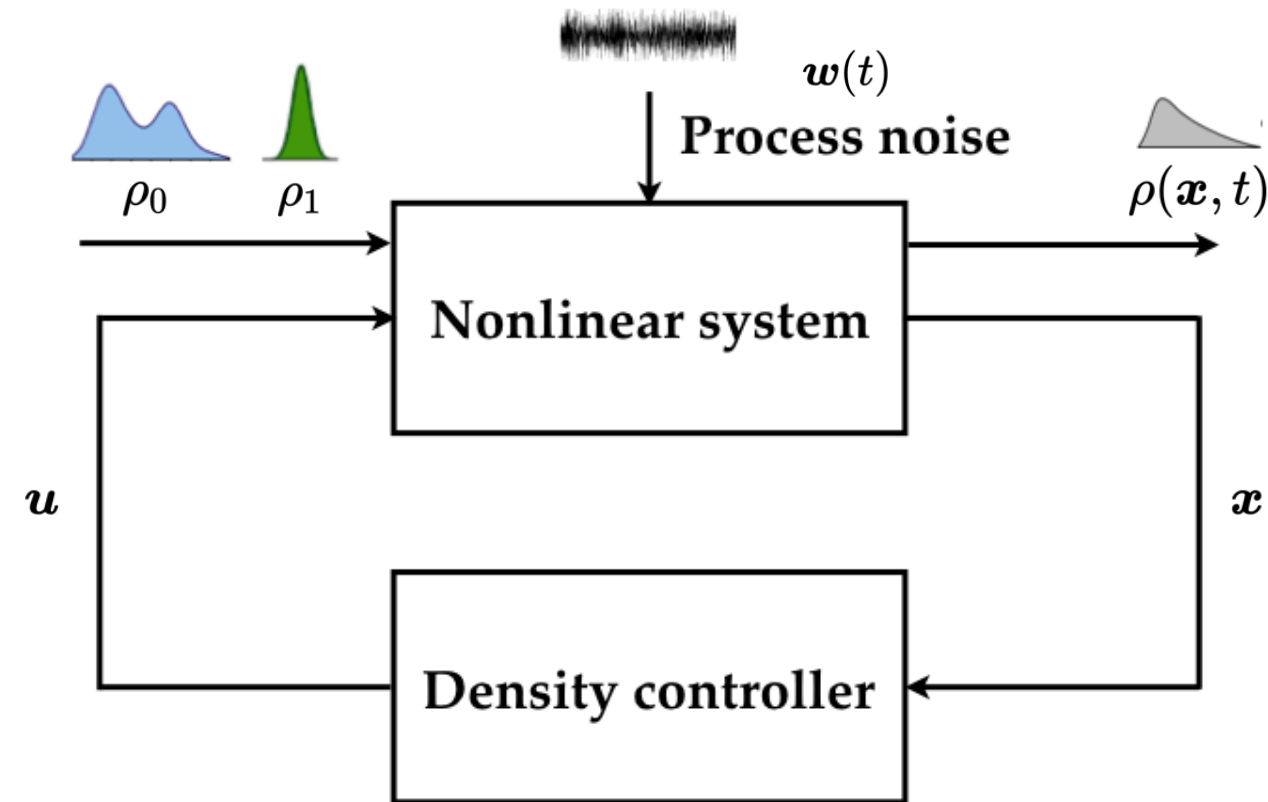 w(t)
Process noise
ρ₀
ρ₁
ρ(x, t)
Nonlinear system
u
x
Density controller